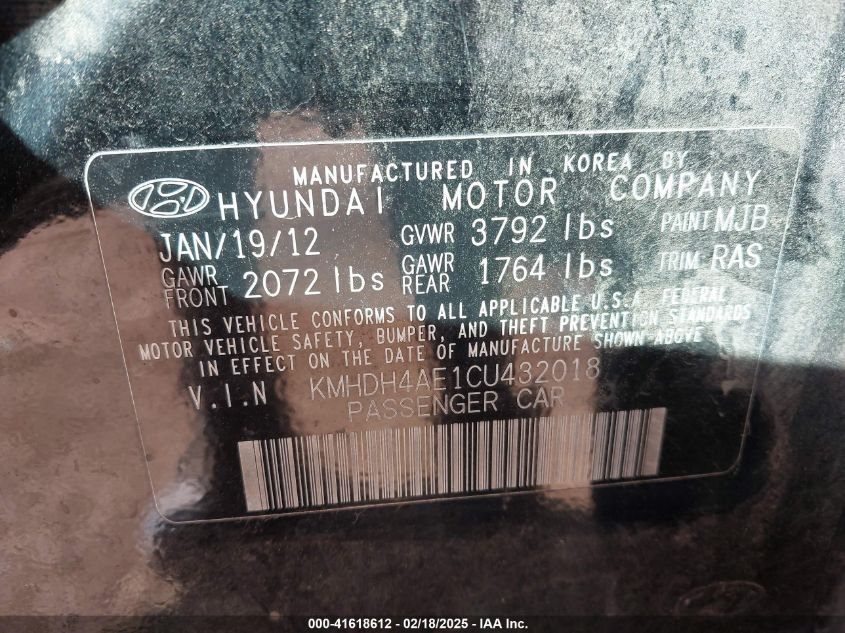 MANUFACTURED IN KOREA BY
HYUNDAI MOTOR COMPANY
JAN/19/12 GVWR 3792 lbs PAINT MJB
GAWR FRONT 2072 lbs GAWR REAR 1764 lbs TRIM RAS
THIS VEHICLE CONFORMS TO ALL APPLICABLE U.S.A. FEDERAL
MOTOR VEHICLE SAFETY, BUMPER, AND THEFT PREVENTION STANDARDS
IN EFFECT ON THE DATE OF MANUFACTURE SHOWN ABOVE
V.I.N KMHDH4AE1CU432018
PASSENGER CAR
000-41618612 - 02/18/2025 - IAA Inc.